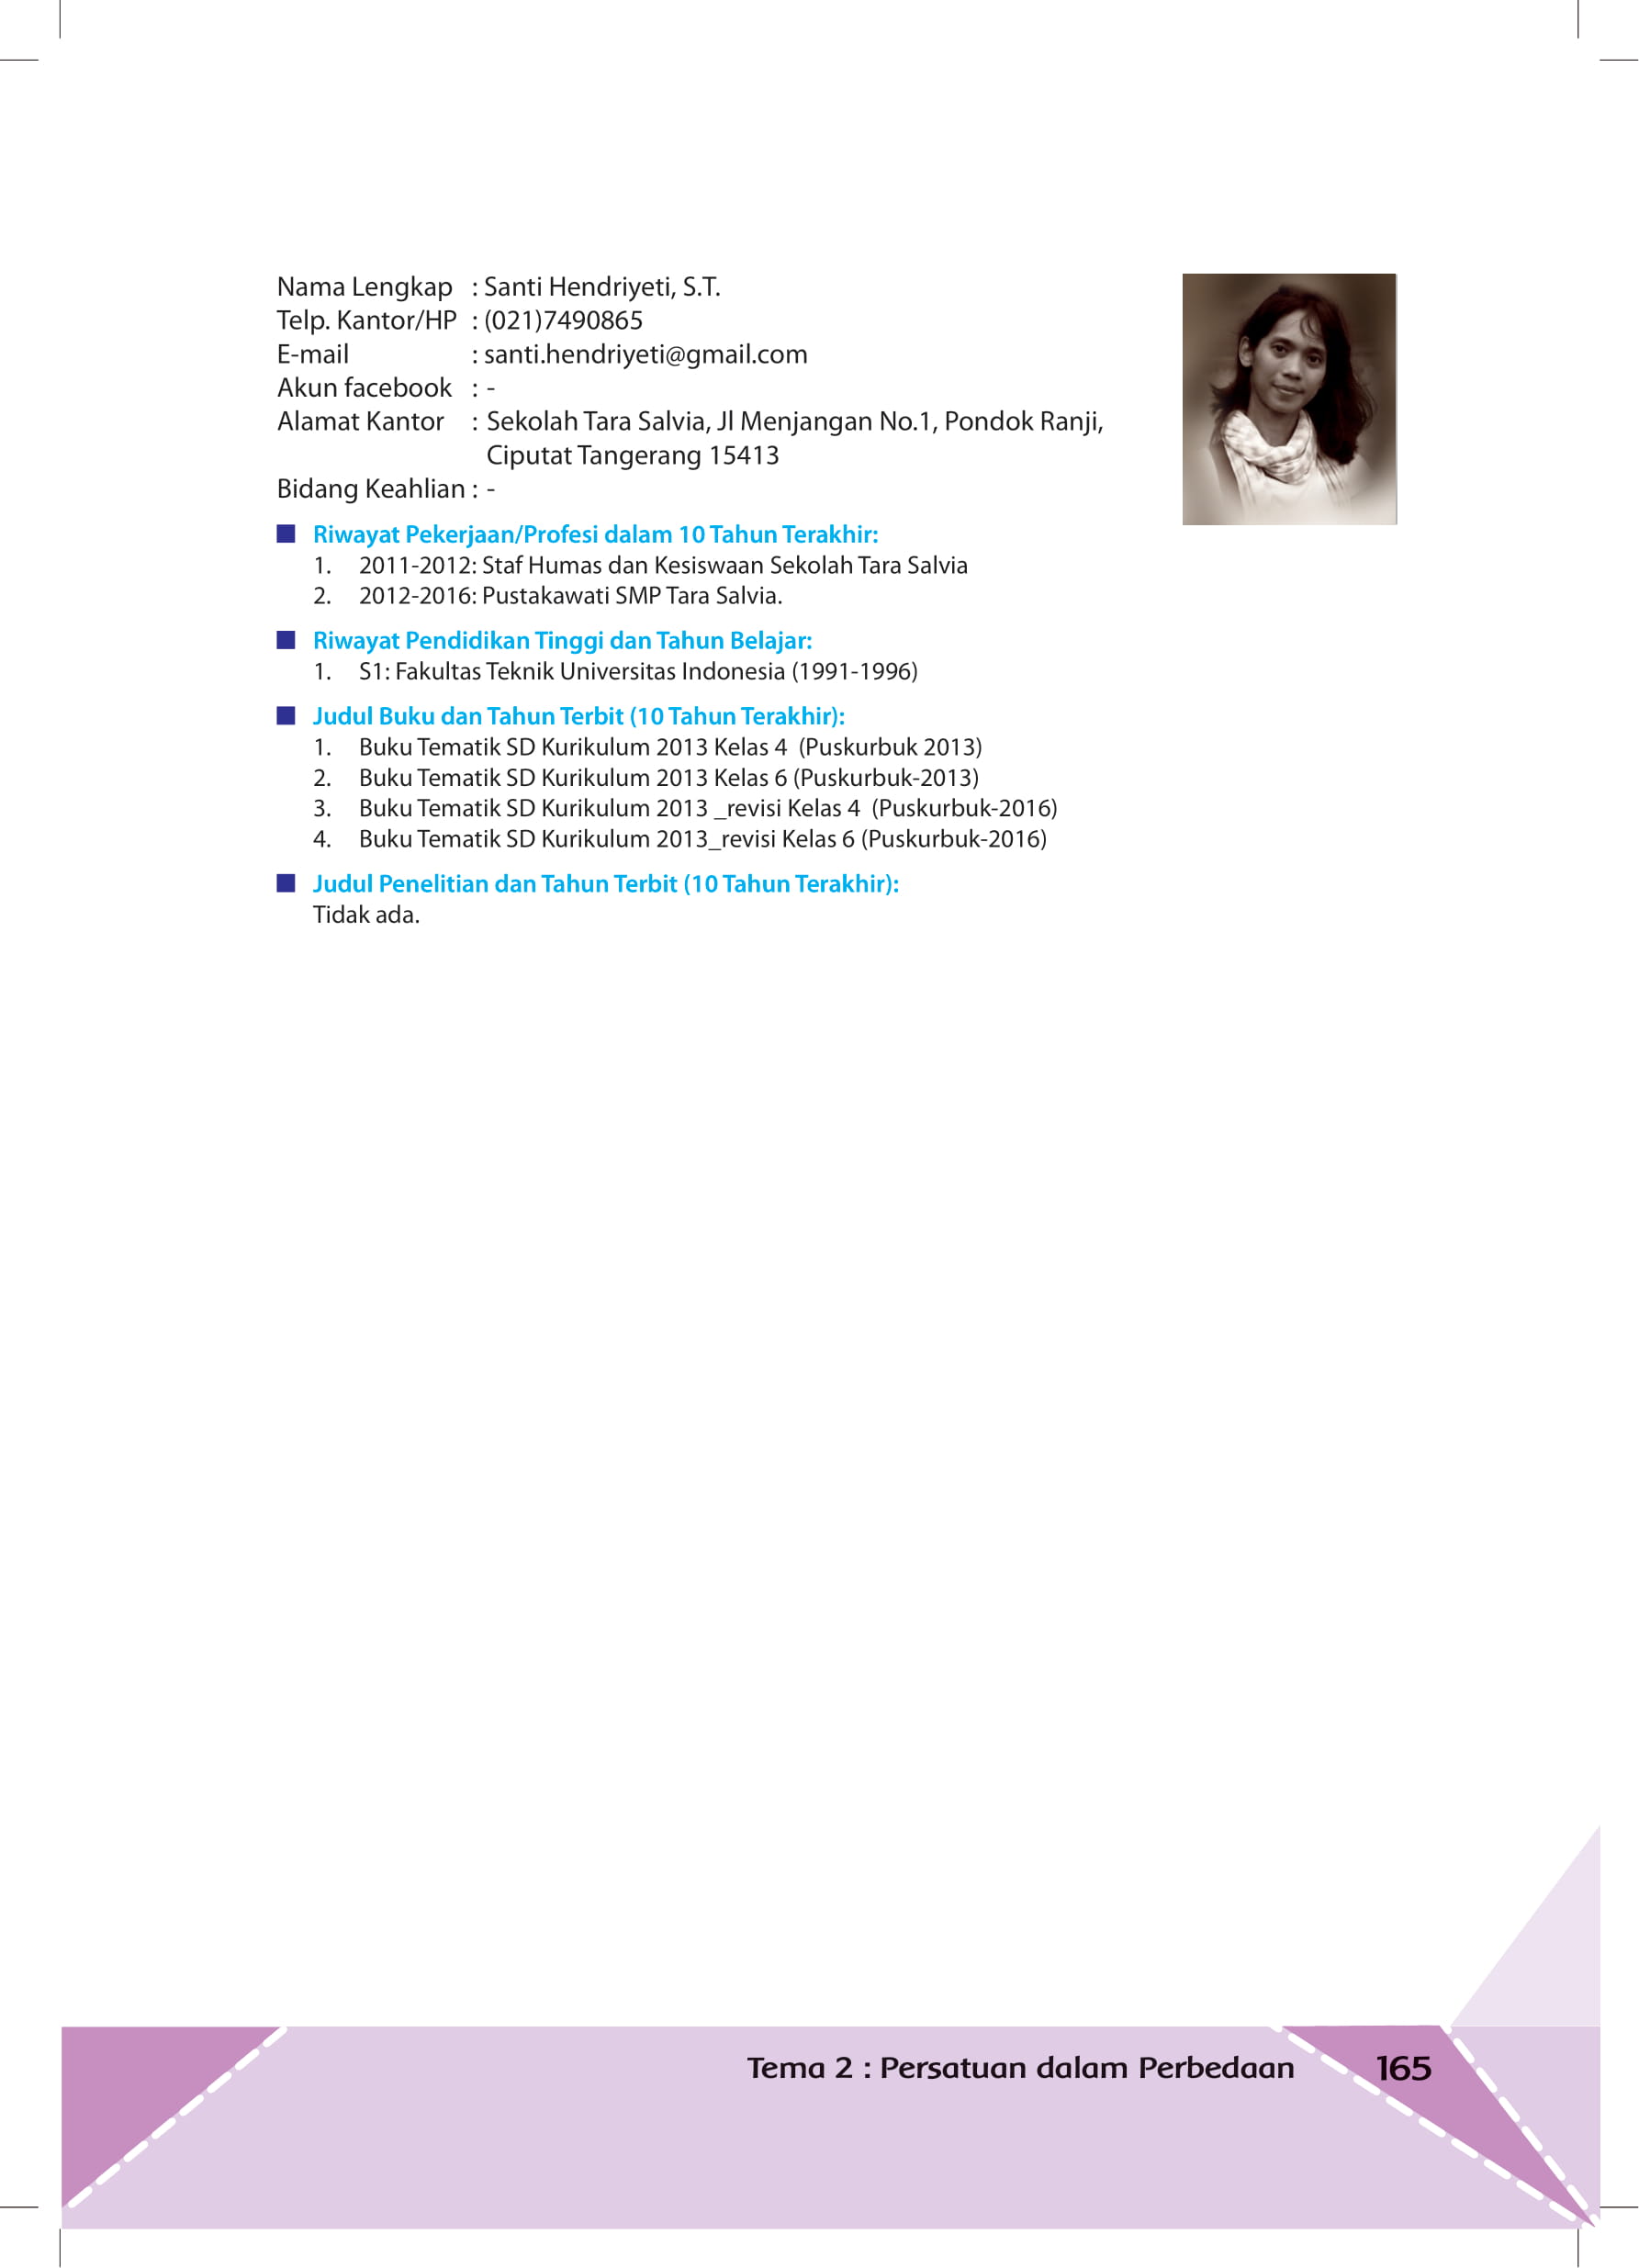 Nama Lengkap : Santi Hendriyeti, S.T.
Telp. Kantor/HP : (021)7490865
E-mail : santi.hendriyeti@gmail.com
Akun facebook : -
Alamat Kantor : Sekolah Tara Salvia, Jl Menjangan No.1, Pondok Ranji,
Ciputat Tangerang 15413
Bidang Keahlian : -
Riwayat Pekerjaan/Profesi dalam 10 Tahun Terakhir:
1. 2011-2012: Staf Humas dan Kesiswaan Sekolah Tara Salvia
2. 2012-2016: Pustakawati SMP Tara Salvia.
Riwayat Pendidikan Tinggi dan Tahun Belajar:
1. S1: Fakultas Teknik Universitas Indonesia (1991-1996)
Judul Buku dan Tahun Terbit (10 Tahun Terakhir):
1. Buku Tematik SD Kurikulum 2013 Kelas 4 (Puskurbuk 2013)
2. Buku Tematik SD Kurikulum 2013 Kelas 6 (Puskurbuk-2013)
3. Buku Tematik SD Kurikulum 2013 _revisi Kelas 4 (Puskurbuk-2016)
4. Buku Tematik SD Kurikulum 2013_revisi Kelas 6 (Puskurbuk-2016)
Judul Penelitian dan Tahun Terbit (10 Tahun Terakhir):
Tidak ada.
Tema 2 : Persatuan dalam Perbedaan 165